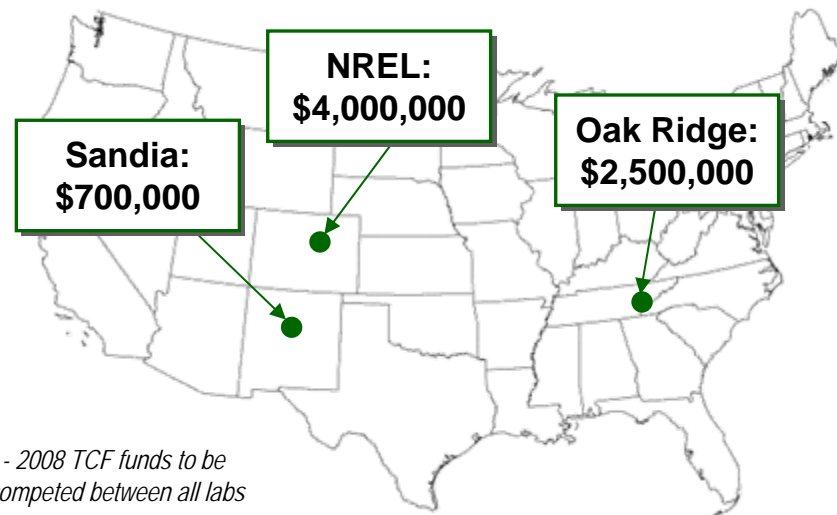 NREL:
$4,000,000
Sandia:
$700,000
Oak Ridge:
$2,500,000
- 2008 TCF funds to be
competed between all labs